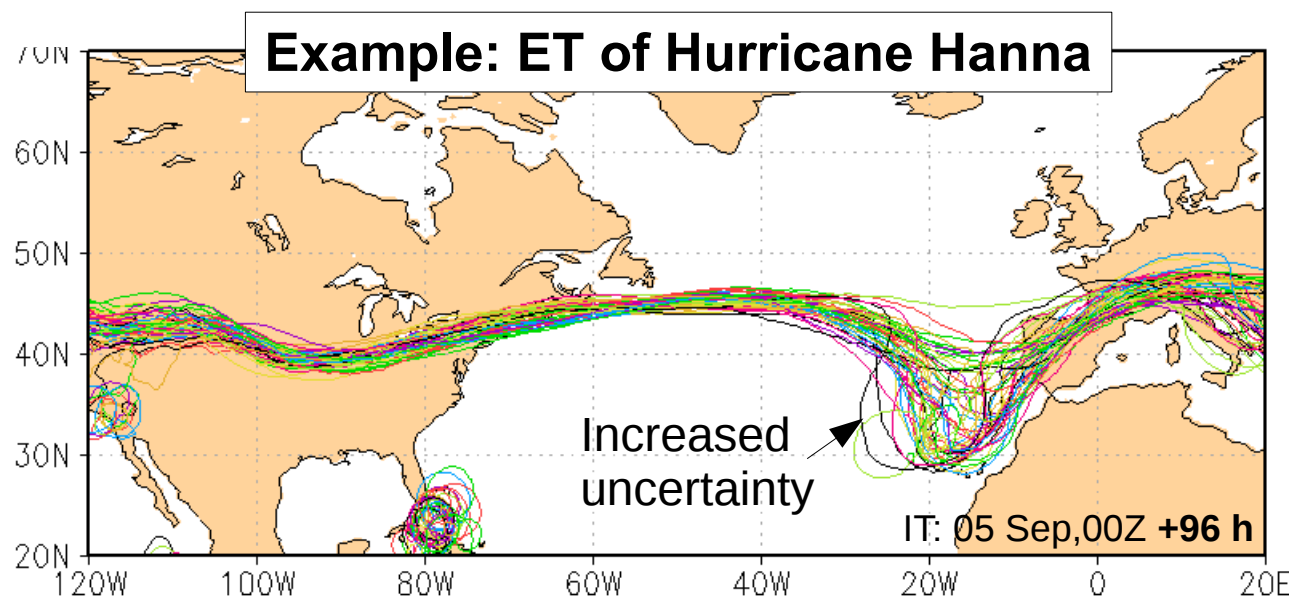 Example: ET of Hurricane Hanna
70N
60N
50N
40N
30N
20N
Increased
uncertainty
IT: 05 Sep,00Z +96 h
120W 100W 80W 60W 40W 20W 0 20E